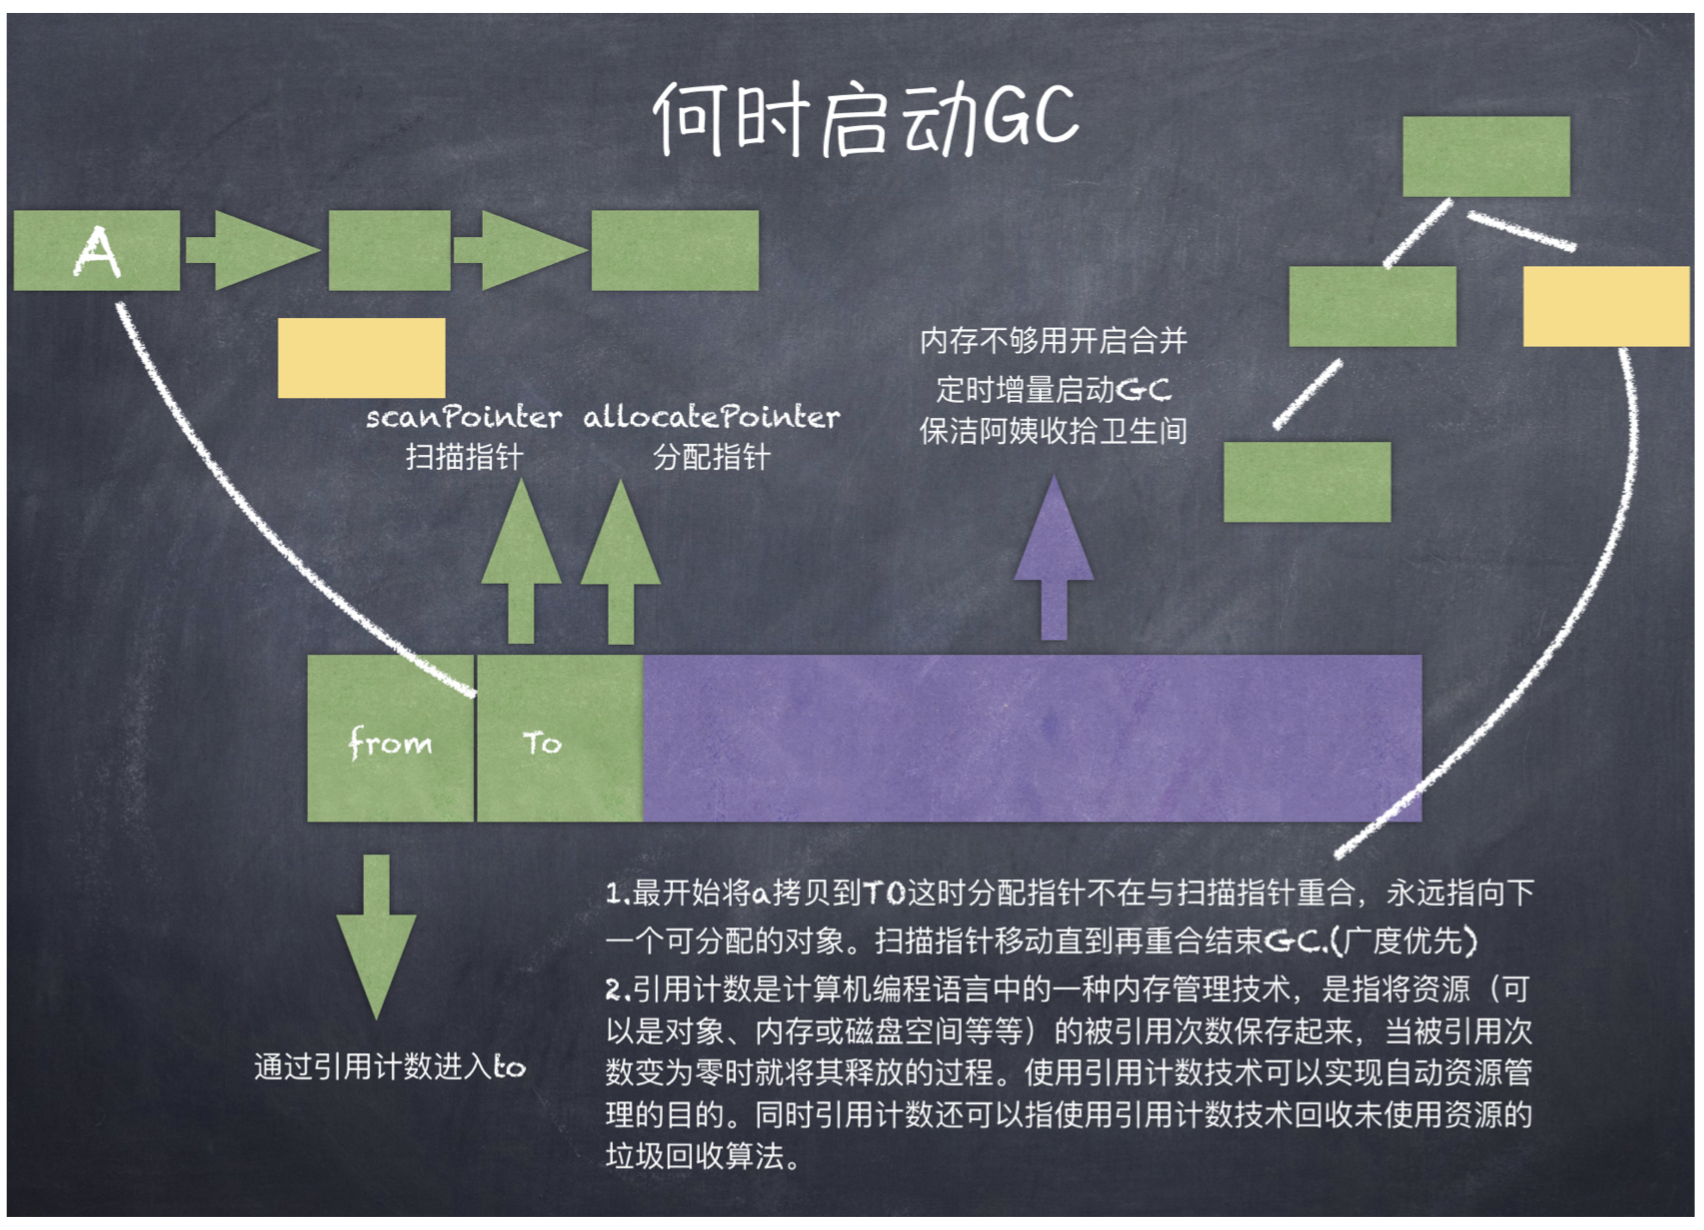 何时启动GC
A
内存不够用开启合并
定时增量启动GC
保洁阿姨收拾卫生间
scanPointer
扫描指针
allocatePointer
分配指针
from
To
通过引用计数进入to
1.最开始将a拷贝到TO这时分配指针不在与扫描指针重合，永远指向下
一个可分配的对象。扫描指针移动直到再重合结束GC.(广度优先)
2.引用计数是计算机编程语言中的一种内存管理技术，是指将资源（可
以是对象、内存或磁盘空间等等）的被引用次数保存起来，当被引用次
数变为零时就将其释放的过程。使用引用计数技术可以实现自动资源管
理的目的。同时引用计数还可以指使用引用计数技术回收未使用资源的
垃圾回收算法。